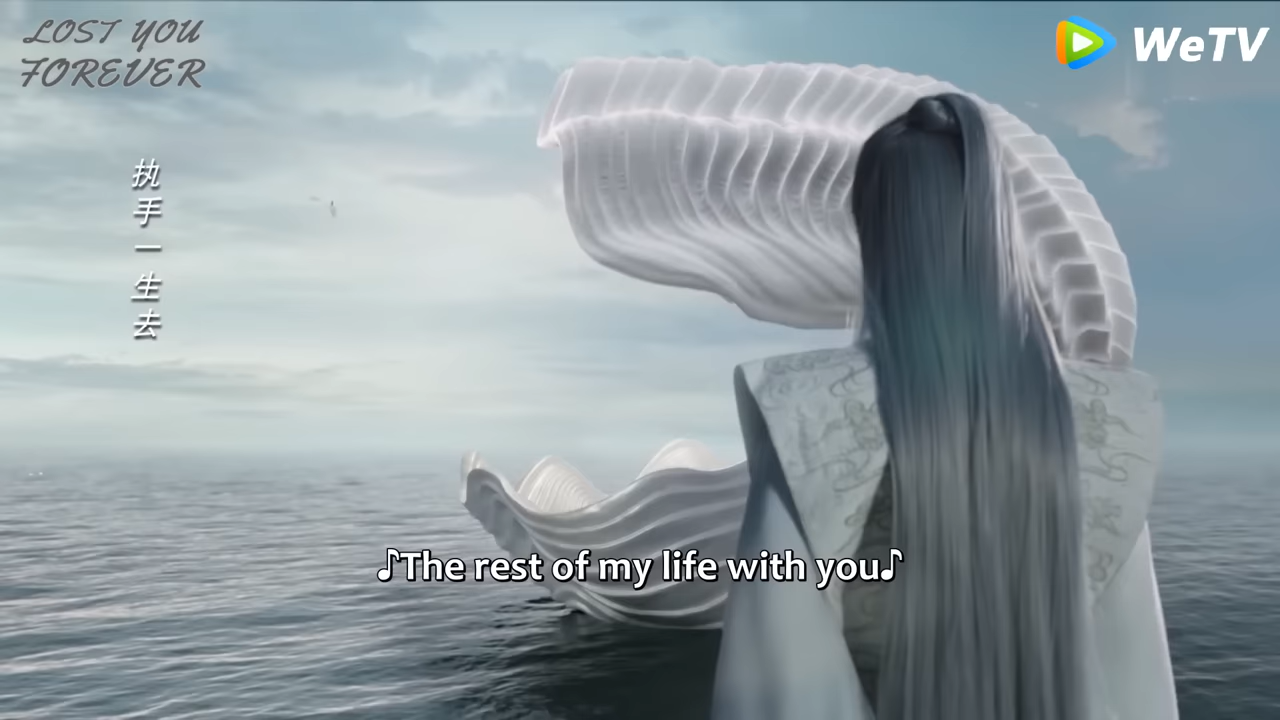 LOST YOU
FOREVER
WeTV
执手一生去
♪The rest of my life with you♪